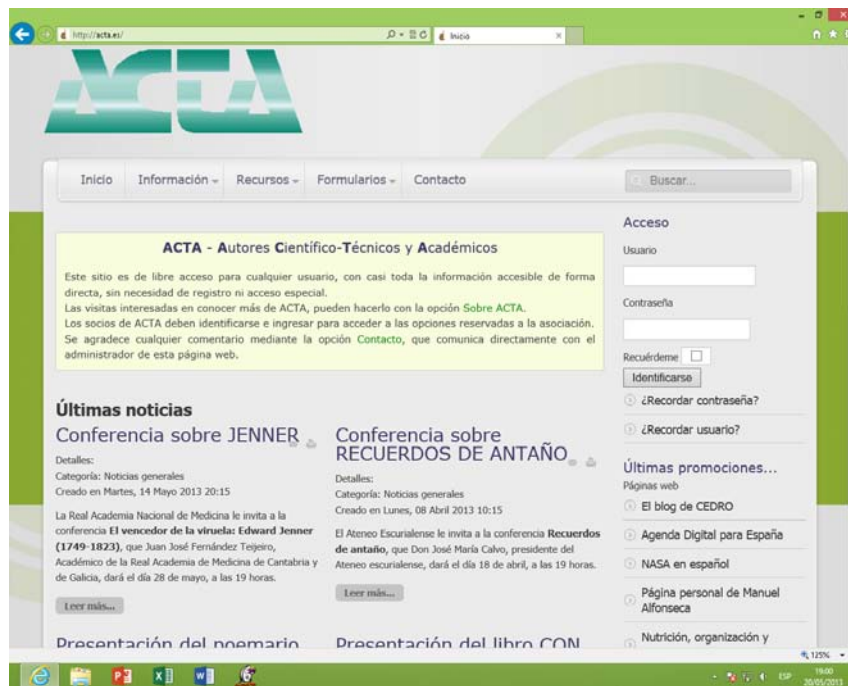 http://acta.es/
Inicio
ACTA
Inicio Información Recursos Formularios Contacto
Buscar...
ACTA - Autores Científico-Técnicos y Académicos
Este sitio es de libre acceso para cualquier usuario, con casi toda la información accesible de forma
directa, sin necesidad de registro ni acceso especial.
Las visitas interesadas en conocer más de ACTA, pueden hacerlo con la opción Sobre ACTA.
Los socios de ACTA deben identificarse e ingresar para acceder a las opciones reservadas a la asociación.
Se agradece cualquier comentario mediante la opción Contacto, que comunica directamente con el
administrador de esta página web.
Últimas noticias
Conferencia sobre JENNER
Detalles:
Categoría: Noticias generales
Creado en Martes, 14 Mayo 2013 20:15
La Real Academia Nacional de Medicina le invita a la
conferencia El vencedor de la viruela: Edward Jenner
(1749-1823), que Juan José Fernández Teijeiro,
Académico de la Real Academia de Medicina de Cantabria y
de Galicia, dará el día 28 de mayo, a las 19 horas.
Leer más...
Presentación del poemario
Conferencia sobre
RECUERDOS DE ANTAÑO
Detalles:
Categoría: Noticias generales
Creado en Lunes, 08 Abril 2013 10:15
El Ateneo Escurialense le invita a la conferencia Recuerdos
de antaño, que Don José María Calvo, presidente del
Ateneo escurialense, dará el día 18 de abril, a las 19 horas.
Leer más...
Presentación del libro CON
Acceso
Usuario
Contraseña
Recuérdeme
Identificarse
¿Recordar contraseña?
¿Recordar usuario?
Últimas promociones...
Páginas web
El blog de CEDRO
Agenda Digital para España
NASA en español
Página personal de Manuel
Alfonseca
Nutrición, organización y
125%
ESP
19:00
20/05/2013